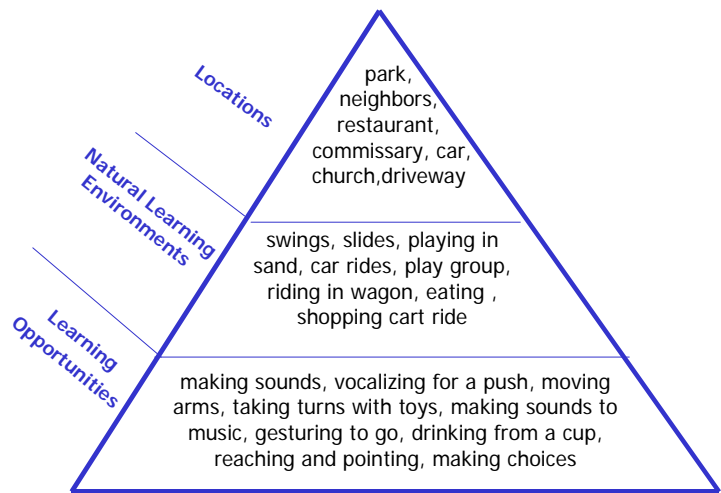 Locations
park,
neighbors,
restaurant,
commissary, car,
church,driveway
Natural Learning
Environments
swings, slides, playing in
sand, car rides, play group,
riding in wagon, eating ,
shopping cart ride
Learning
Opportunities
making sounds, vocalizing for a push, moving
arms, taking turns with toys, making sounds to
music, gesturing to go, drinking from a cup,
reaching and pointing, making choices